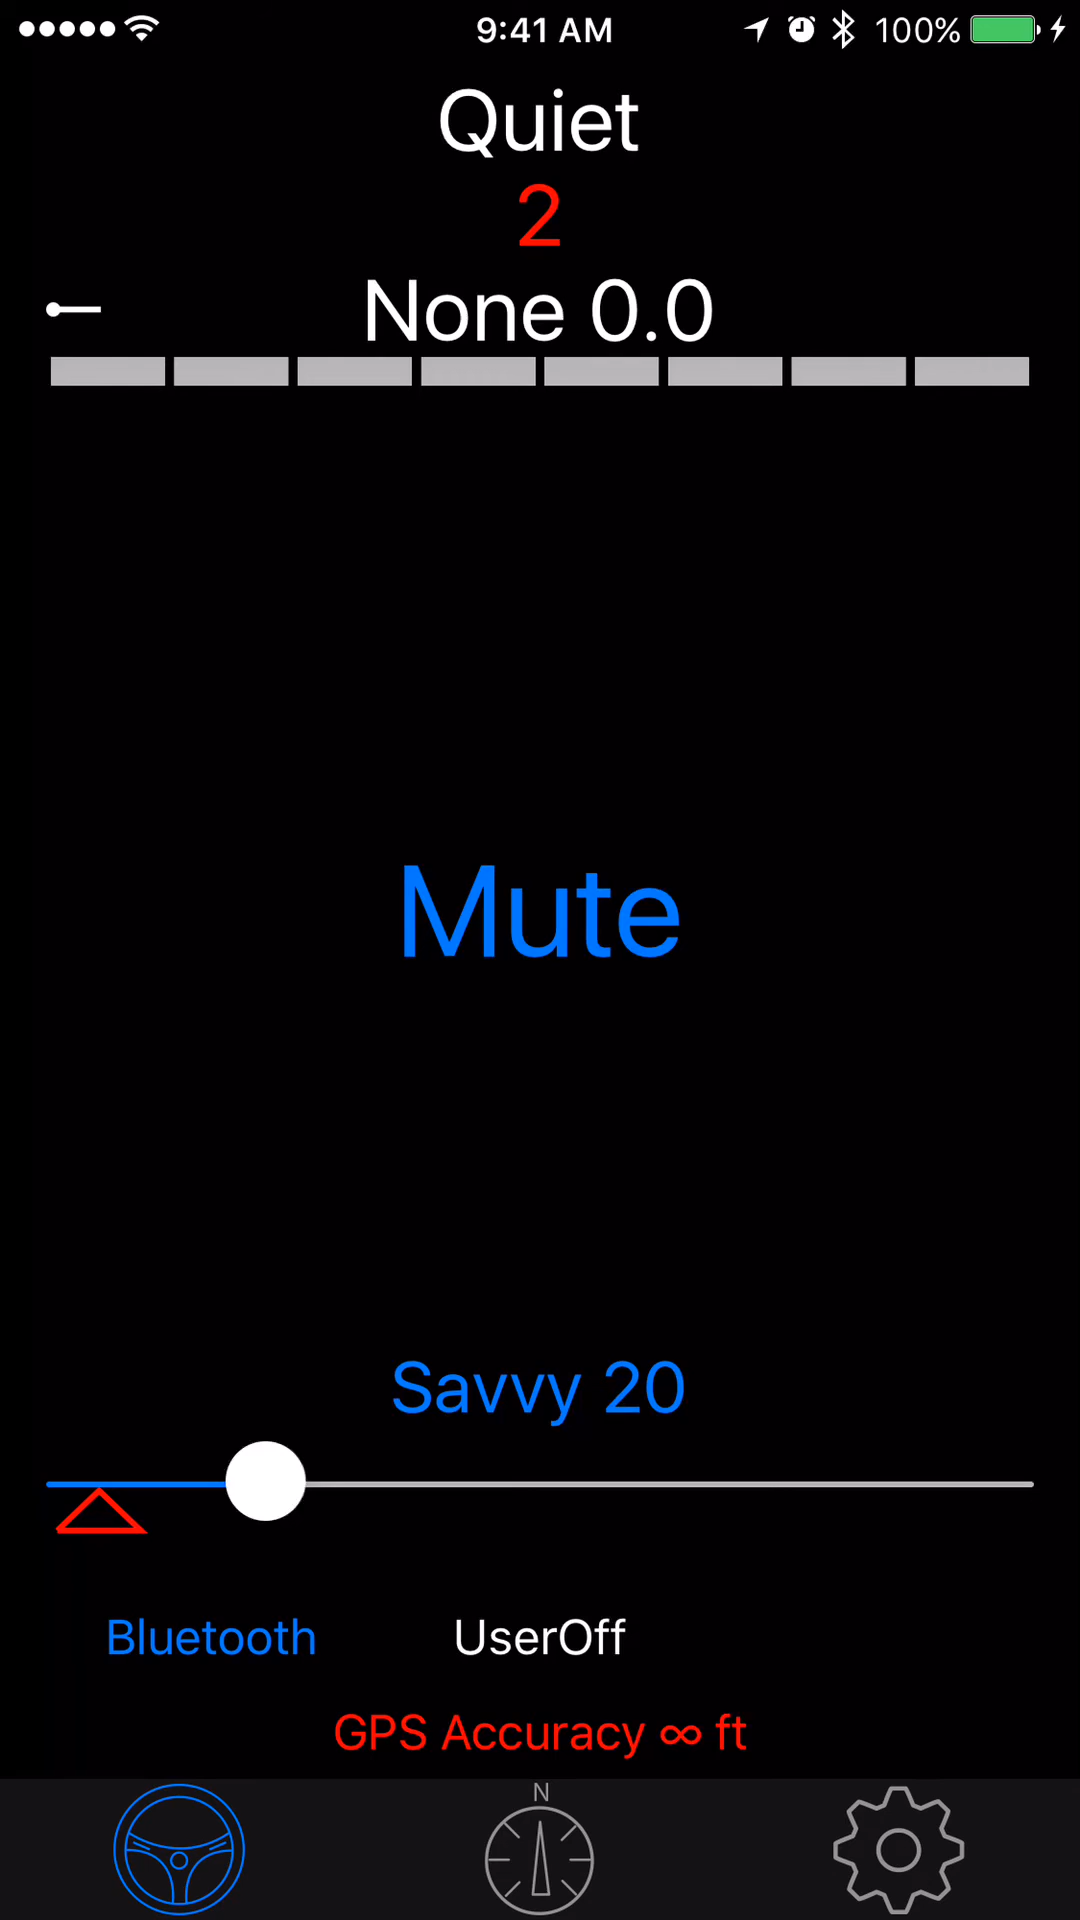 9:41 AM 100%
Quiet
2
None 0.0
Mute
Savvy 20
Bluetooth UserOff
GPS Accuracy ∞ ft
N